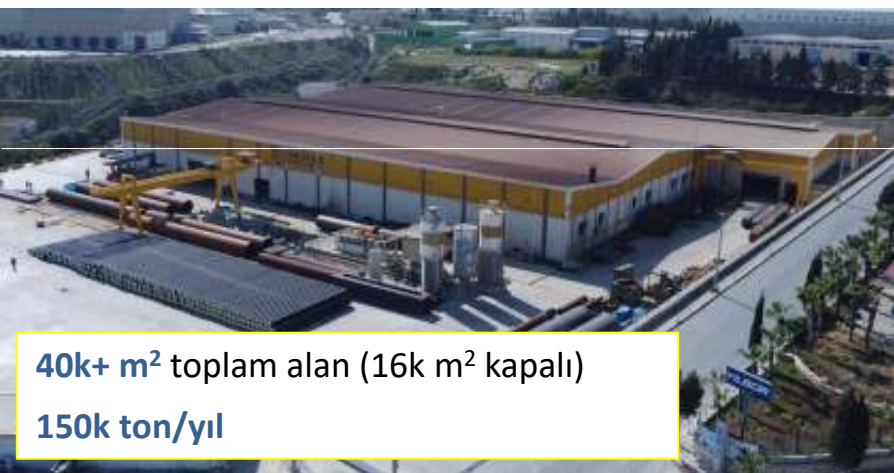 40k+ m² toplam alan (16k m² kapalı)
150k ton/yıl